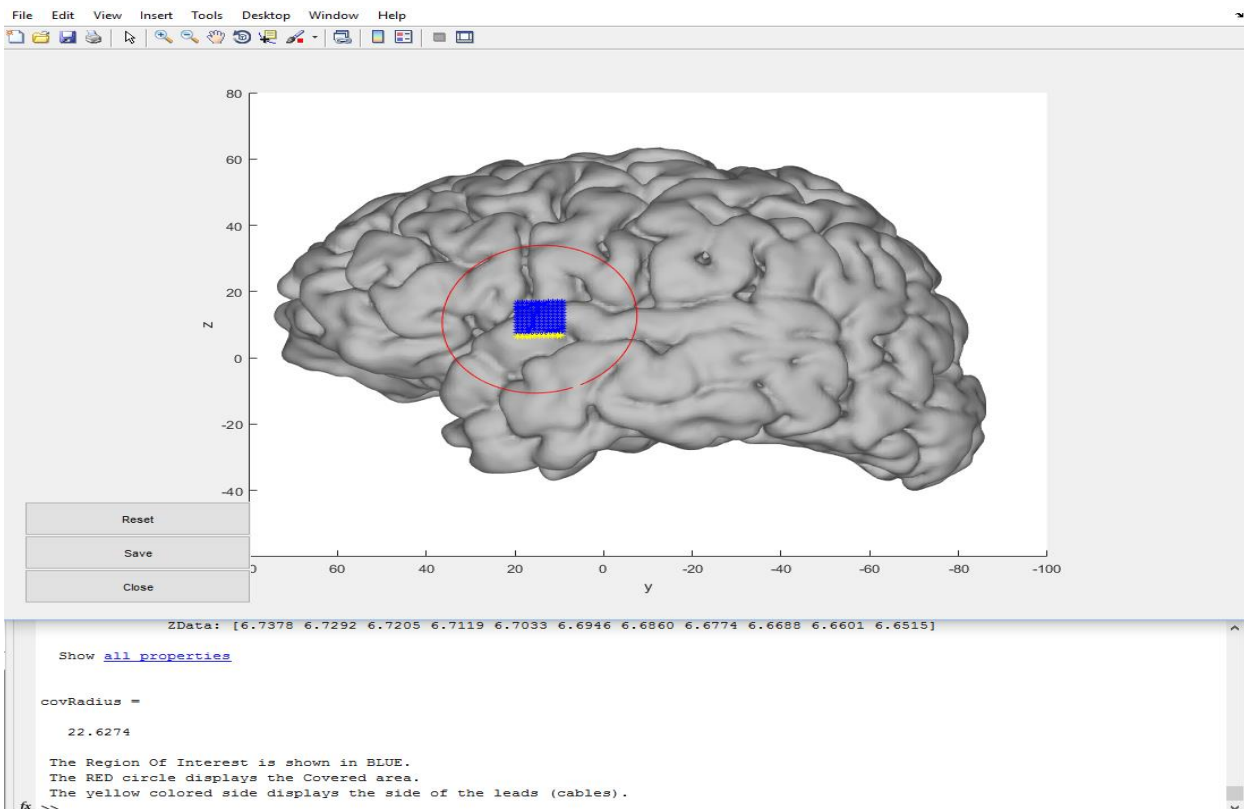 File Edit View Insert Tools Desktop Window Help
80
60
40
20
0
-20
-40
z
Reset
Save
Close
60 40 20 0 -20 -40 -60 -80 -100
y
ZData: [6.7378 6.7292 6.7205 6.7119 6.7033 6.6946 6.6860 6.6774 6.6688 6.6601 6.6515]
Show all properties
covRadius =
22.6274
The Region Of Interest is shown in BLUE.
The RED circle displays the Covered area.
The yellow colored side displays the side of the leads (cables).
fx >>